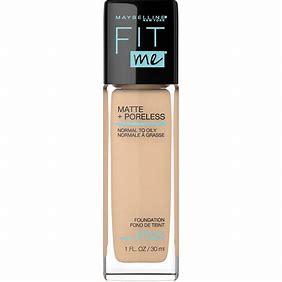 MAYBELLINE
NEW YORK
FIT
me
MATTE
+ PORELESS
NORMAL TO OILY
NORMALE À GRASSE
FOUNDATION
FOND DE TEINT
1 FL. OZ / 30 ml